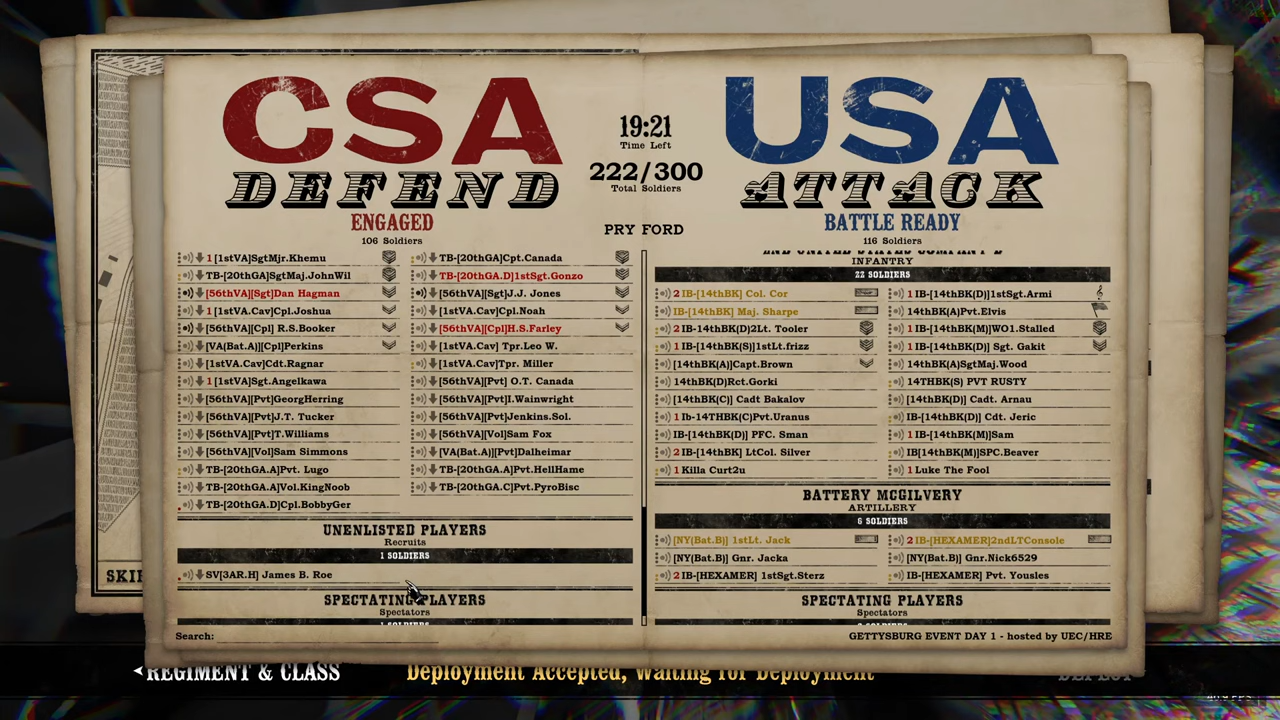 CSA
DEFEND
ENGAGED
106 Soldiers
19:21
Time Left
222/300
Total Soldiers
PRY FORD
USA
ATTACK
BATTLE READY
116 Soldiers
1 [1stVA]SgtMjr.Khemu
TB-[20thGA]Cpt.Canada
TB-[20thGA]SgtMaj.JohnWil
TB-[20thGA.D]1stSgt.Gonzo
[56thVA][Sgt]Dan Hagman
[56thVA][Sgt]J.J. Jones
1 [1stVA.Cav]Cpl.Joshua
[1stVA.Cav]Cpl.Noah
[56thVA][Cpl] R.S.Booker
[56thVA][Cpl]H.S.Farley
[VA(Bat.A)][Cpl]Perkins
[1stVA.Cav] Tpr.Leo W.
[1stVA.Cav]Cdt.Ragnar
[1stVA.Cav]Tpr. Miller
1 [1stVA]Sgt.Angelkawa
[56thVA][Pvt] O.T. Canada
[56thVA][Pvt]GeorgHerring
[56thVA][Pvt]I.Wainwright
[56thVA][Pvt]J.T. Tucker
[56thVA][Pvt]Jenkins.Sol.
[56thVA][Pvt]T.Williams
[56thVA][Vol]Sam Fox
[56thVA][Vol]Sam Simmons
[VA(Bat.A)][Pvt]Dalheimar
TB-[20thGA.A]Pvt. Lugo
TB-[20thGA.A]Pvt.HellHame
TB-[20thGA.A]Vol.KingNoob
TB-[20thGA.C]Pvt.PyroBisc
TB-[20thGA.D]Cpl.BobbyGer
UNENLISTED PLAYERS
Recruits
1 SOLDIERS
SV[3AR.H] James B. Roe
SPECTATING PLAYERS
Spectators
1 SOLDIERS
Search:
INFANTRY
22 SOLDIERS
2 IB-[14thBK] Col. Cor
1 IB-[14thBK(D)]1stSgt.Armi
IB-[14thBK] Maj. Sharpe
14thBK(A)Pvt.Elvis
2 IB-14thBK(D)2Lt. Tooler
1 IB-[14thBK(M)]WO1.Stalled
1 IB-[14thBK(S)]1stLt.frizz
1 IB-[14thBK(D)] Sgt. Gakit
[14thBK(A)]Capt.Brown
14thBK(A)SgtMaj.Wood
14thBK(D)Rct.Gorki
14THBK(S) PVT RUSTY
[14thBK(C)] Cadt Bakalov
[14thBK(D)] Cadt. Arnau
1 Ib-14THBK(C)Pvt.Uranus
IB-[14thBK(D)] Cdt. Jeric
IB-[14thBK(D)] PFC. Sman
1 IB-[14thBK(M)]Sam
2 IB-[14thBK] LtCol. Silver
IB[14thBK(M)]SPC.Beaver
1 Killa Curt2u
1 Luke The Fool
BATTERY MCGILVERY
ARTILLERY
6 SOLDIERS
[NY(Bat.B)] 1stLt. Jack
2 IB-[HEXAMER]2ndLTConsole
[NY(Bat.B)] Gnr. Jacka
[NY(Bat.B)] Gnr.Nick6529
2 IB-[HEXAMER] 1stSgt.Sterz
IB-[HEXAMER] Pvt. Yousles
SPECTATING PLAYERS
Spectators
GETTYSBURG EVENT DAY 1 - hosted by UEC/HRE
REGIMENT & CLASS
Deployment Accepted, Waiting for Deployment
DEPLOY